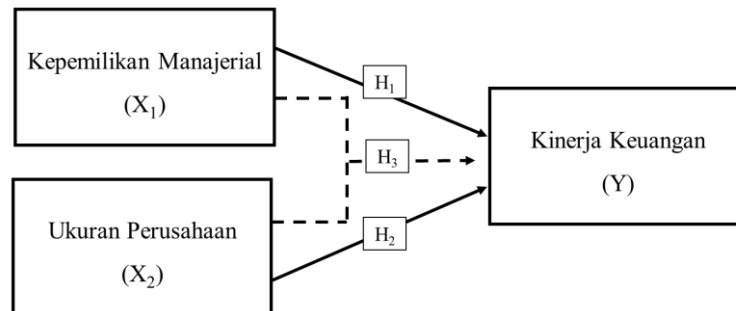 Kepemilikan Manajerial
(X₁)
H₁
Kinerja Keuangan
(Y)
H₃
Ukuran Perusahaan
(X₂)
H₂